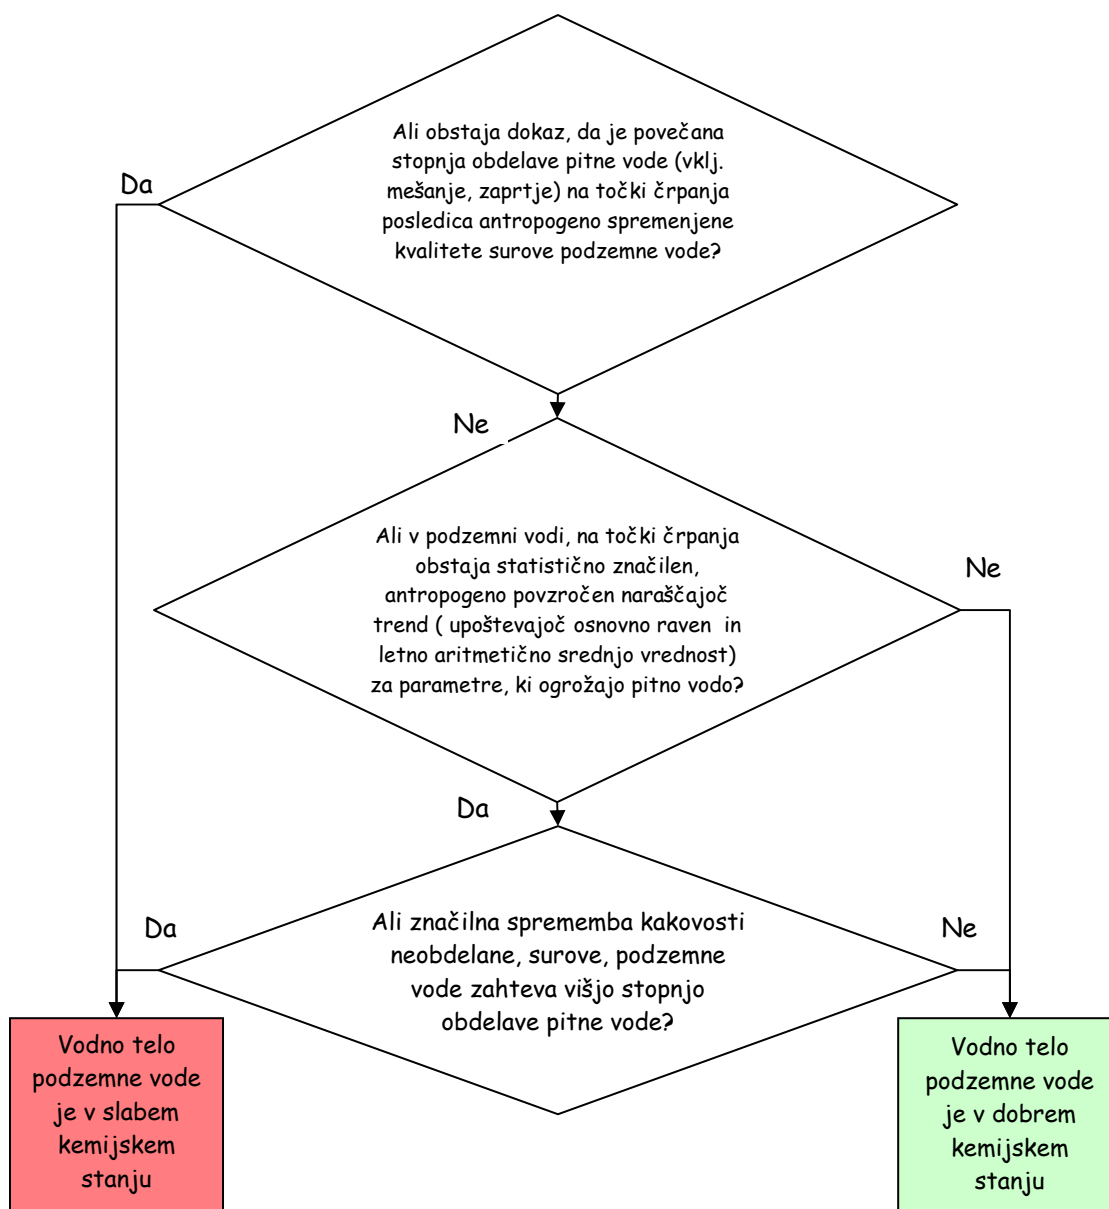 Ali obstaja dokaz, da je povečana
stopnja obdelave pitne vode (vklj.
mešanje, zaprtje) na točki črpanja
posledica antropogeno spremenjene
kvalitete surove podzemne vode?
Da
Ne
Ali v podzemni vodi, na točki črpanja
obstaja statistično značilen,
antropogeno povzročen naraščajoč
trend ( upoštevajoč osnovno raven in
letno aritmetično srednjo vrednost)
za parametre, ki ogrožajo pitno vodo?
Ne
Da
Ali značilna sprememba kakovosti
neobdelane, surove, podzemne
vode zahteva višjo stopnjo
obdelave pitne vode?
Da
Ne
Vodno telo
podzemne vode
je v slabem
kemijskem
stanju
Vodno telo
podzemne vode
je v dobrem
kemijskem
stanju